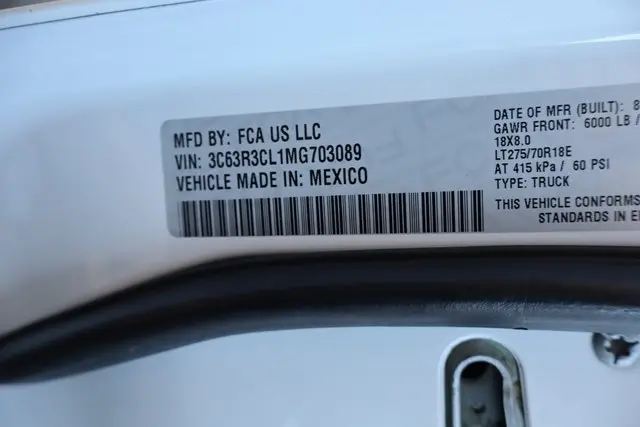 MFD BY: FCA US LLC
VIN: 3C63R3CL1MG703089
VEHICLE MADE IN: MEXICO
DATE OF MFR (BUILT): 8
GAWR FRONT: 6000 LB /
18X8.0
LT275/70R18E
AT 415 kPa / 60 PSI
TYPE: TRUCK
THIS VEHICLE CONFORMS
STANDARDS IN